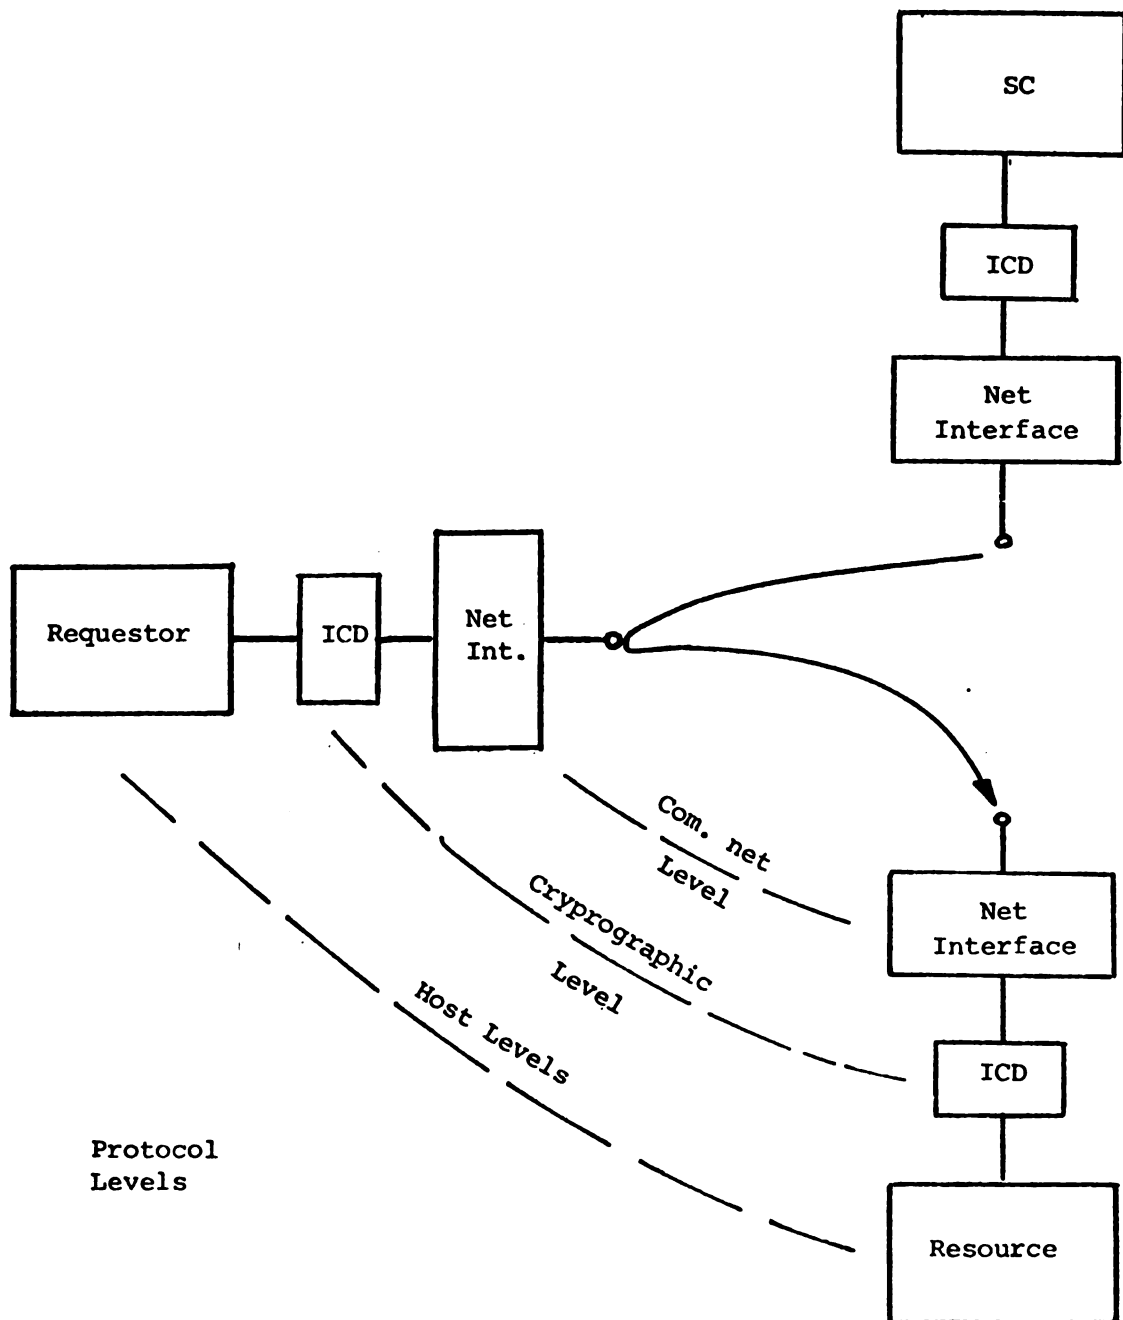 SC
ICD
Net
Interface
Requestor
ICD
Net
Int.
Com. net
Level
Cryprographic
Level
Host Levels
Net
Interface
ICD
Resource
Protocol
Levels